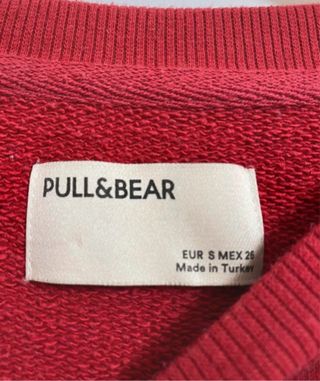 PULL&BEAR
EUR S MEX 26
Made in Turkey